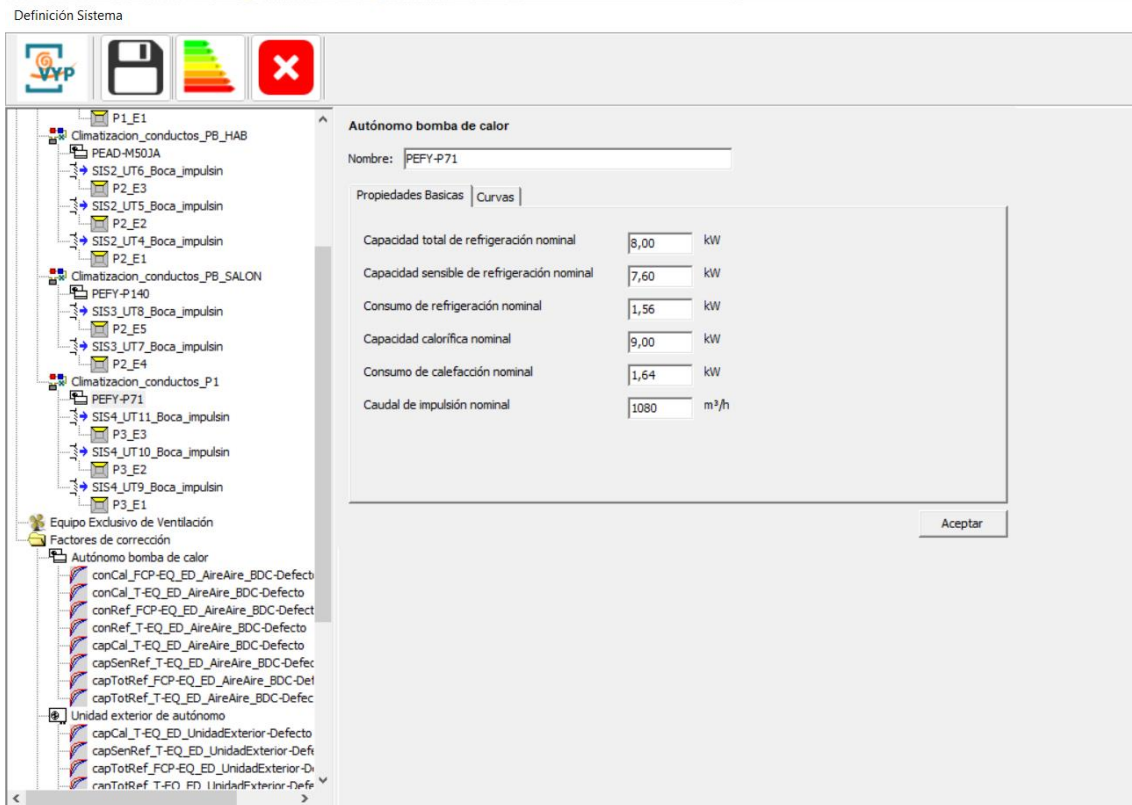 Definición Sistema
VYP
P1_E1
Climatizacion_conductos_PB_HAB
PEAD-M50JA
SIS2_UT6_Boca_impulsin
P2_E3
SIS2_UT5_Boca_impulsin
P2_E2
SIS2_UT4_Boca_impulsin
P2_E1
Climatizacion_conductos_PB_SALON
PEFY-P140
SIS3_UT8_Boca_impulsin
P2_E5
SIS3_UT7_Boca_impulsin
P2_E4
Climatizacion_conductos_P1
PEFY-P71
SIS4_UT11_Boca_impulsin
P3_E3
SIS4_UT10_Boca_impulsin
P3_E2
SIS4_UT9_Boca_impulsin
P3_E1
Equipo Exclusivo de Ventilación
Factores de corrección
Autónomo bomba de calor
conCal_FCP-EQ_ED_AireAire_BDC-Defecto
conCal_T-EQ_ED_AireAire_BDC-Defecto
conRef_FCP-EQ_ED_AireAire_BDC-Defect
conRef_T-EQ_ED_AireAire_BDC-Defecto
capCal_T-EQ_ED_AireAire_BDC-Defecto
capSenRef_T-EQ_ED_AireAire_BDC-Defec
capTotRef_FCP-EQ_ED_AireAire_BDC-Def
capTotRef_T-EQ_ED_AireAire_BDC-Defec
Unidad exterior de autónomo
capCal_T-EQ_ED_UnidadExterior-Defecto
capSenRef_T-EQ_ED_UnidadExterior-Defe
capTotRef_FCP-EQ_ED_UnidadExterior-D
capTotRef_T-EQ_ED_UnidadExterior-Defe
Autónomo bomba de calor
Nombre: PEFY-P71
Propiedades Basicas Curvas
Capacidad total de refrigeración nominal 8,00 kW
Capacidad sensible de refrigeración nominal 7,60 kW
Consumo de refrigeración nominal 1,56 kW
Capacidad calorífica nominal 9,00 kW
Consumo de calefacción nominal 1,64 kW
Caudal de impulsión nominal 1080 m³/h
Aceptar